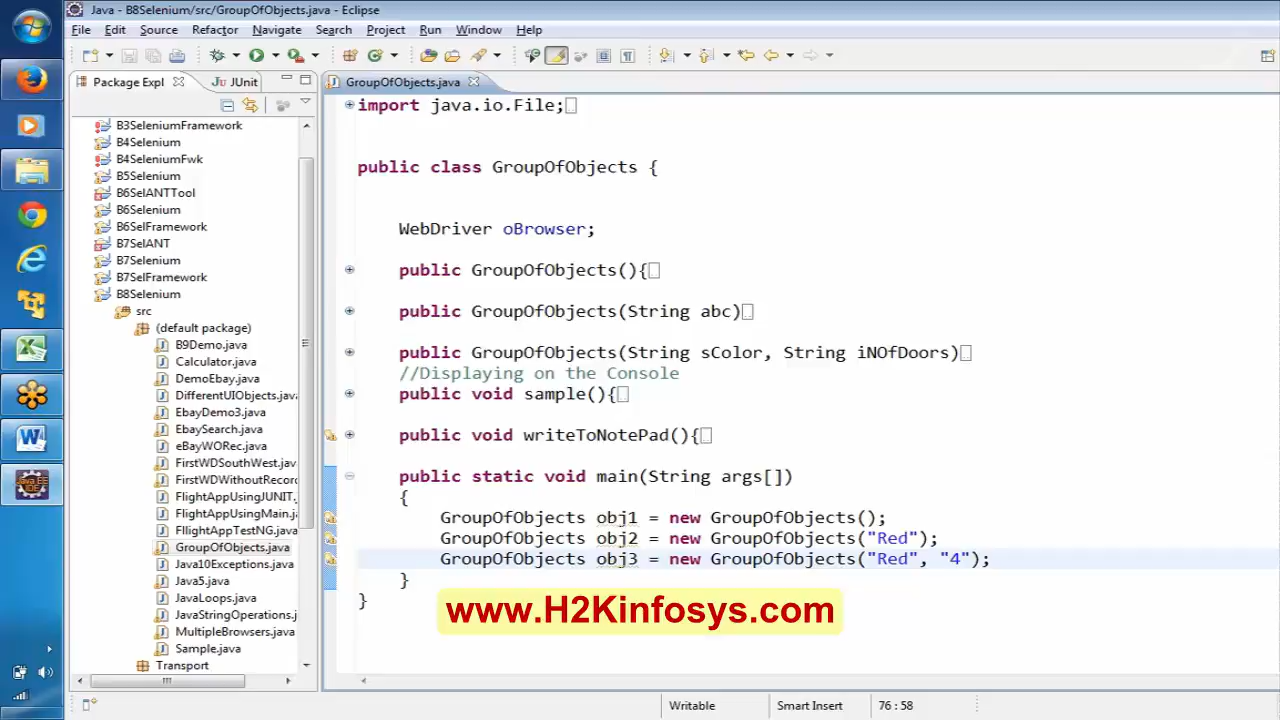 Java - B8Selenium/src/GroupOfObjects.java - Eclipse
File Edit Source Refactor Navigate Search Project Run Window Help
Package Expl JU JUnit
GroupOfObjects.java
B3SeleniumFramework
B4Selenium
B4SeleniumFwk
B5Selenium
B6SelANTTool
B6Selenium
B6SelFramework
B7SelANT
B7Selenium
B7SelFramework
B8Selenium
src
(default package)
B9Demo.java
Calculator.java
DemoEbay.java
DifferentUIObjects.java
EbayDemo3.java
EbaySearch.java
eBayWORec.java
FirstWDSouthWest.jav
FirstWDWithoutRecord
FlightAppUsingJUNIT.
FlightAppUsingMain.j
FlightAppTestNG.java
GroupOfObjects.java
Java10Exceptions.java
Java5.java
JavaLoops.java
JavaStringOperations.j
MultipleBrowsers.java
Sample.java
Transport
import java.io.File;
public class GroupOfObjects {
WebDriver oBrowser;
public GroupOfObjects(){
public GroupOfObjects(String abc)
public GroupOfObjects(String sColor, String iNOfDoors)
//Displaying on the Console
public void sample(){
public void writeToNotePad(){
public static void main(String args[])
{
GroupOfObjects obj1 = new GroupOfObjects();
GroupOfObjects obj2 = new GroupOfObjects("Red");
GroupOfObjects obj3 = new GroupOfObjects("Red", "4");
}
}
www.H2Kinfosys.com
Writable Smart Insert 76 : 58